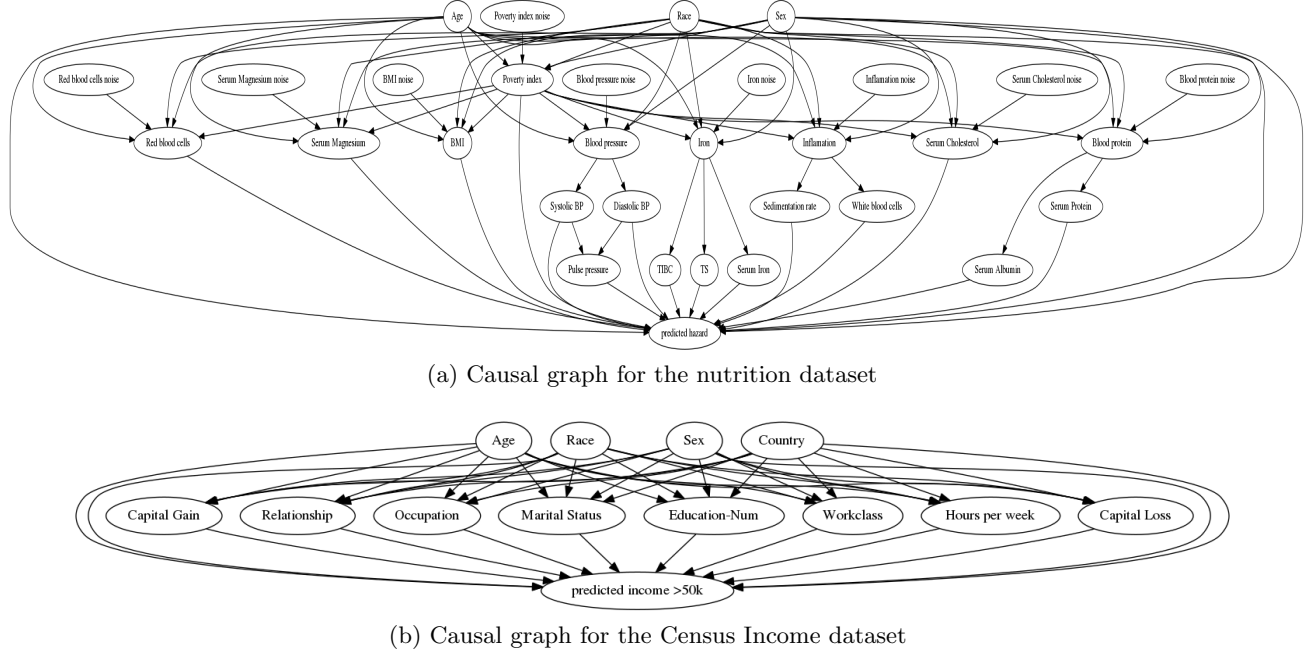 Age
Poverty index noise
Race
Sex
Red blood cells noise
Serum Magnesium noise
BMI noise
Poverty index
Blood pressure noise
Iron noise
Inflamation noise
Serum Cholesterol noise
Blood protein noise
Red blood cells
Serum Magnesium
BMI
Blood pressure
Iron
Inflamation
Serum Cholesterol
Blood protein
Systolic BP
Diastolic BP
Sedimentation rate
White blood cells
Serum Protein
Pulse pressure
TIBC
TS
Serum Iron
Serum Albumin
predicted hazard
(a) Causal graph for the nutrition dataset
Age
Race
Sex
Country
Capital Gain
Relationship
Occupation
Marital Status
Education-Num
Workclass
Hours per week
Capital Loss
predicted income >50k
(b) Causal graph for the Census Income dataset